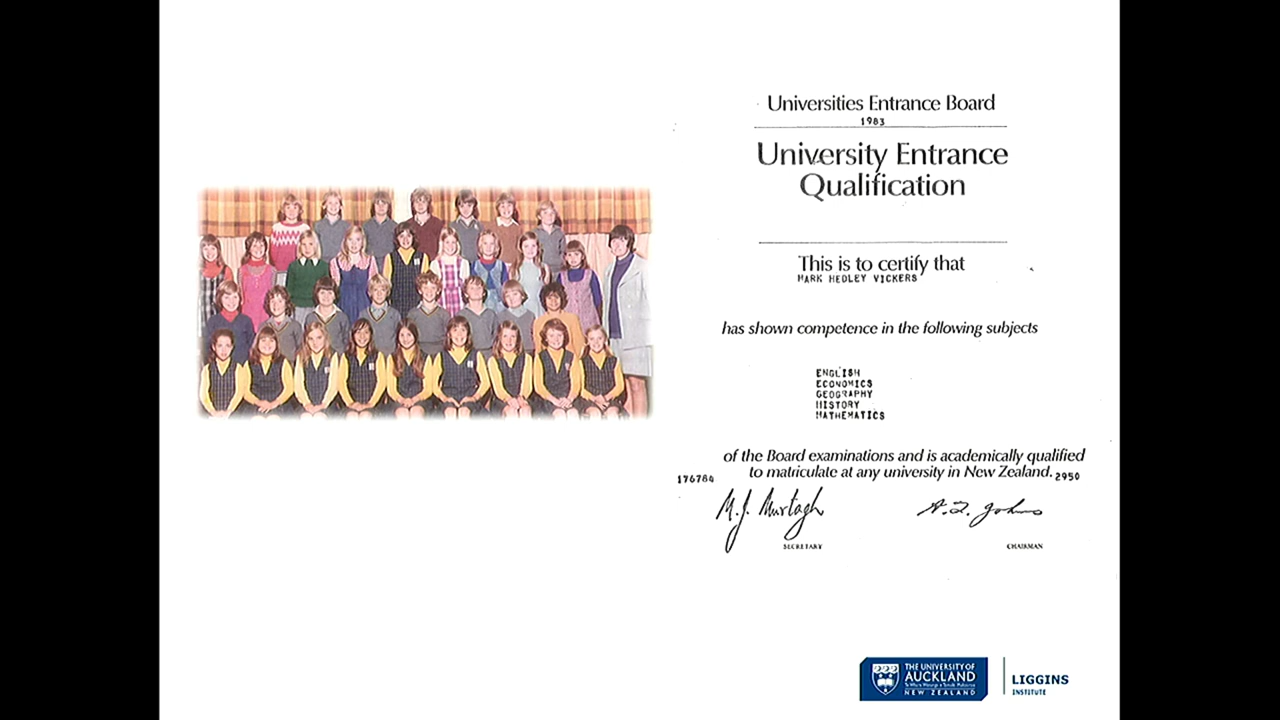 Universities Entrance Board
1983
University Entrance
Qualification
This is to certify that
MARK HEDLEY VICKERS
has shown competence in the following subjects
ENGLISH
ECONOMICS
GEOGRAPHY
HISTORY
MATHEMATICS
of the Board examinations and is academically qualified
to matriculate at any university in New Zealand.
176784
2950
M.J. Murtagh
A.T. Johns
SECRETARY
CHAIRMAN
THE UNIVERSITY OF
AUCKLAND
NEW ZEALAND
LIGGINS
INSTITUTE